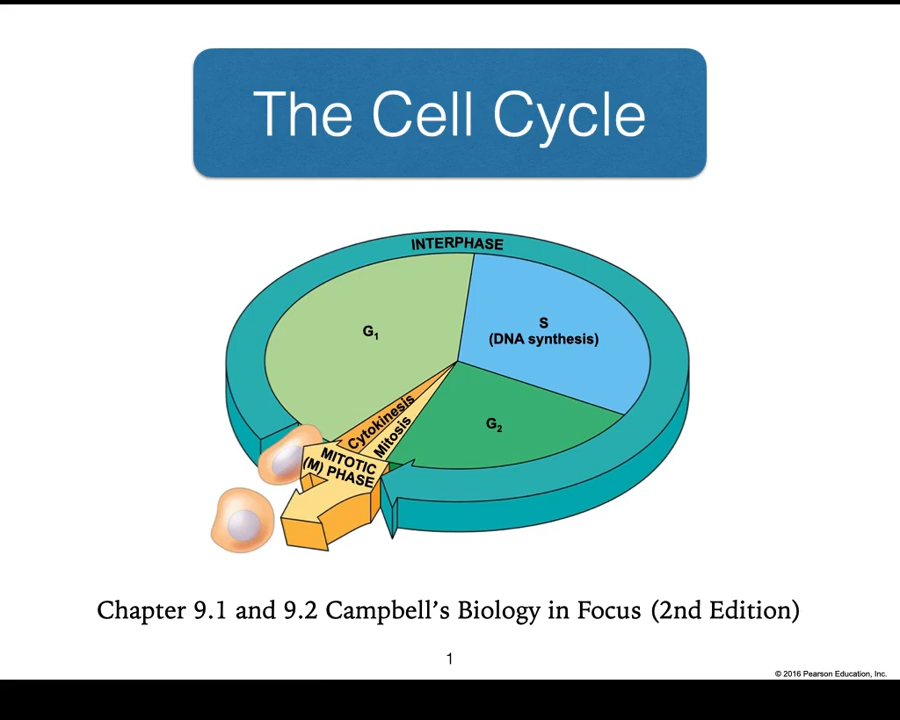 The Cell Cycle
INTERPHASE
G₁
S
(DNA synthesis)
Cytokinesis
Mitosis
G₂
MITOTIC
(M) PHASE
Chapter 9.1 and 9.2 Campbell’s Biology in Focus (2nd Edition)
1
© 2016 Pearson Education, Inc.